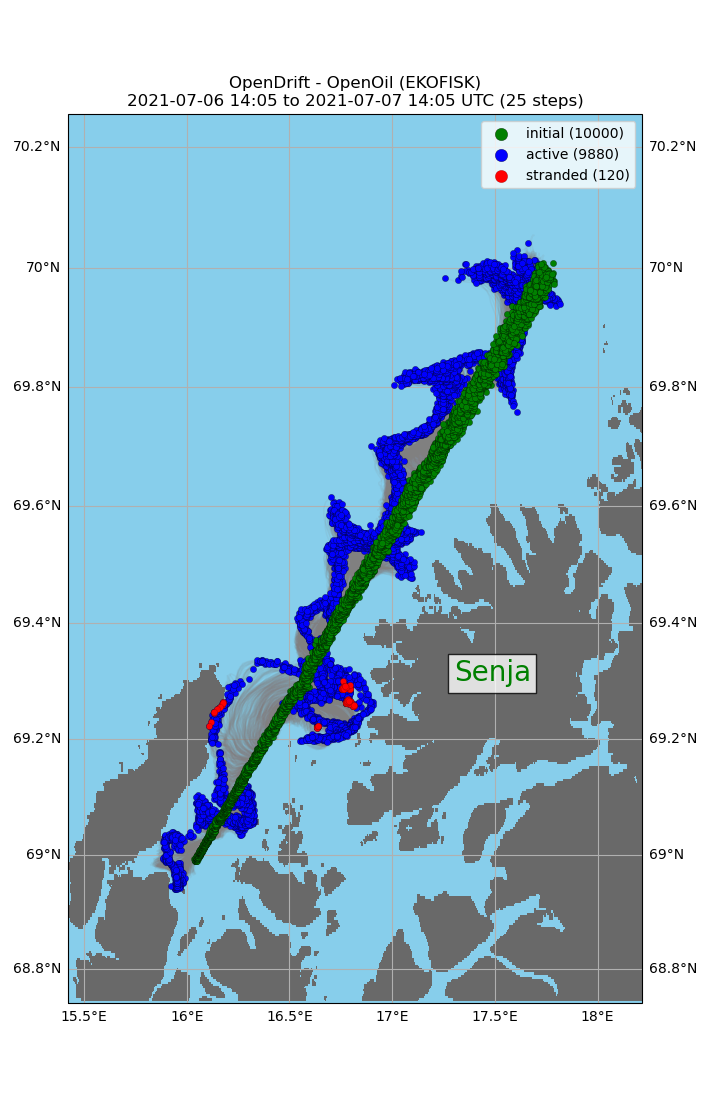 OpenDrift - OpenOil (EKOFISK)
2021-07-06 14:05 to 2021-07-07 14:05 UTC (25 steps)
initial (10000)
active (9880)
stranded (120)
70.2°N 70.2°N
70°N 70°N
69.8°N 69.8°N
69.6°N 69.6°N
69.4°N 69.4°N
Senja
69.2°N 69.2°N
69°N 69°N
68.8°N 68.8°N
15.5°E 16°E 16.5°E 17°E 17.5°E 18°E